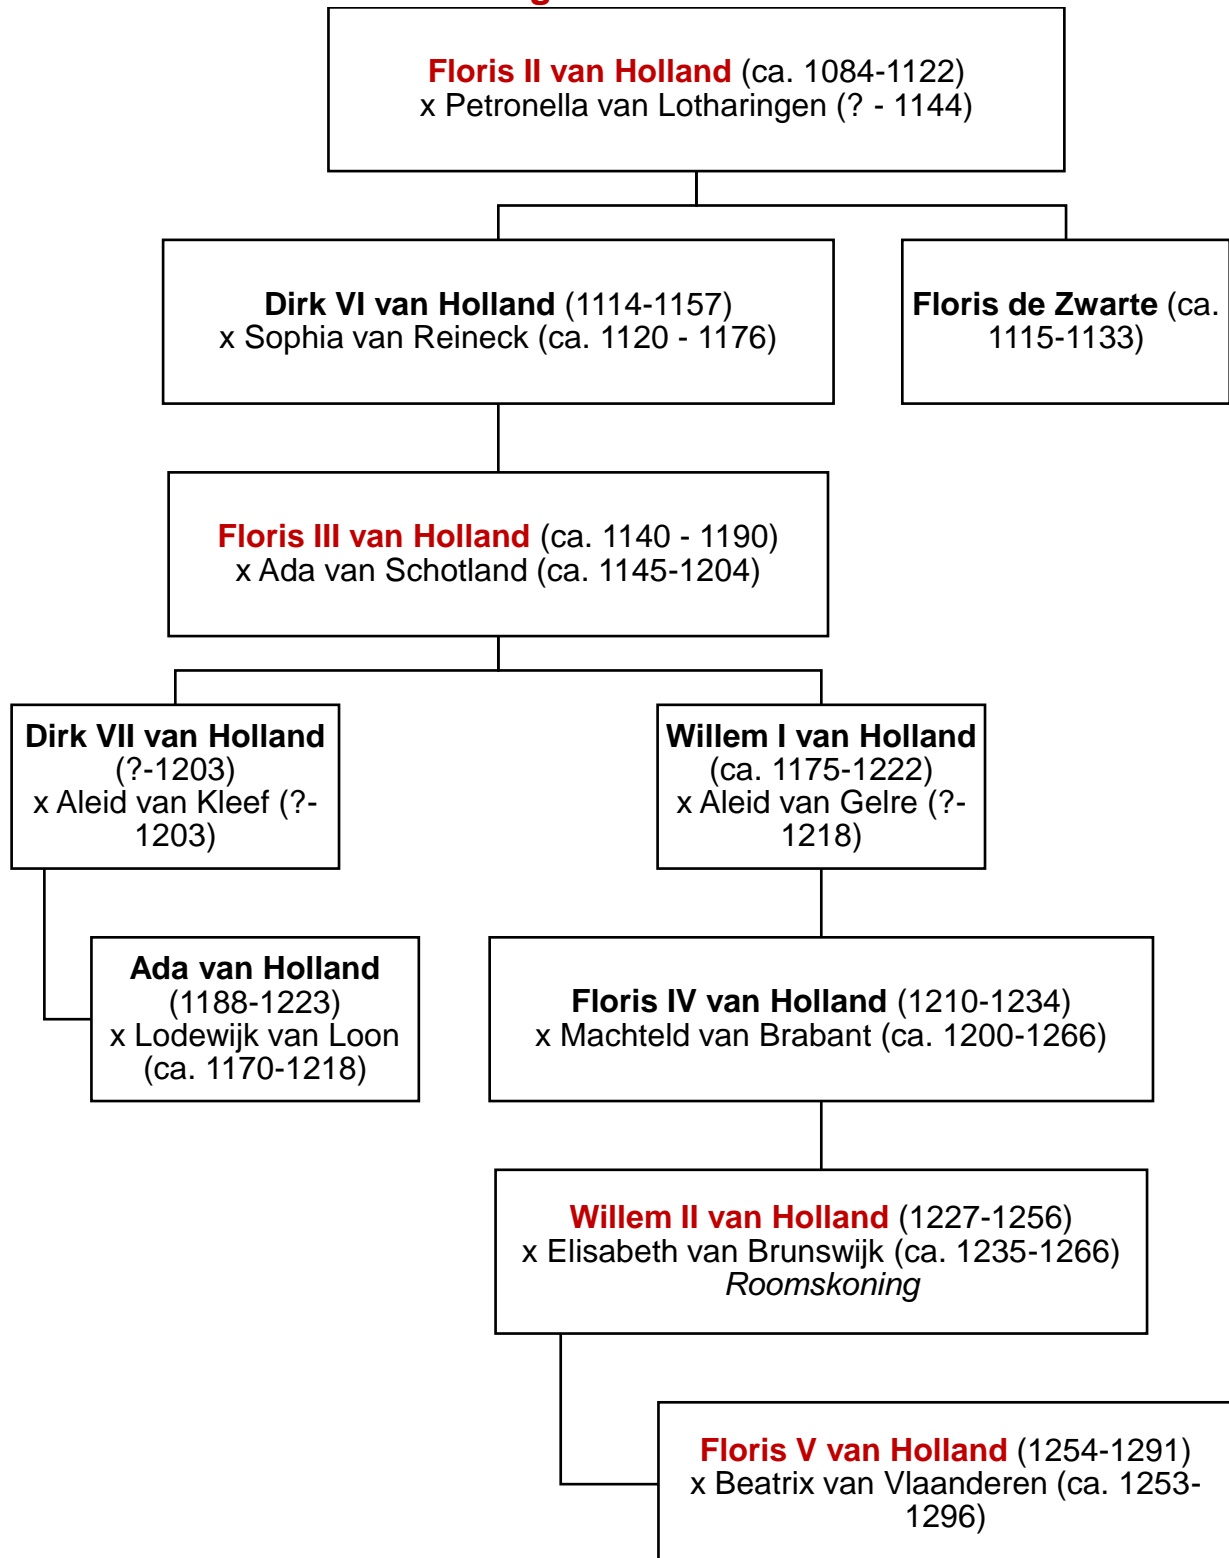 Floris II van Holland (ca. 1084-1122)
x Petronella van Lotharingen (? - 1144)
Dirk VI van Holland (1114-1157)
x Sophia van Reineck (ca. 1120 - 1176)
Floris de Zwarte (ca.
1115-1133)
Floris III van Holland (ca. 1140 - 1190)
x Ada van Schotland (ca. 1145-1204)
Dirk VII van Holland
(?-1203)
x Aleid van Kleef (?-
1203)
Willem I van Holland
(ca. 1175-1222)
x Aleid van Gelre (?-
1218)
Ada van Holland
(1188-1223)
x Lodewijk van Loon
(ca. 1170-1218)
Floris IV van Holland (1210-1234)
x Machteld van Brabant (ca. 1200-1266)
Willem II van Holland (1227-1256)
x Elisabeth van Brunswijk (ca. 1235-1266)
Roomskoning
Floris V van Holland (1254-1291)
x Beatrix van Vlaanderen (ca. 1253-
1296)